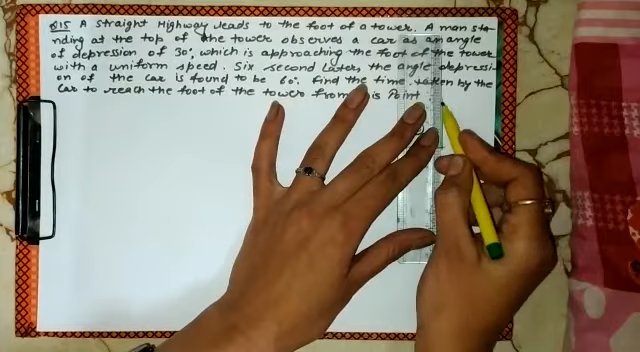 Q15 A straight Highway leads to the foot of a tower. A man sta-
nding at the top of the tower observes a car as an angle
of depression of 30°, which is approaching the foot of the tower
with a uniform speed. Six second later, the angle depressi-
on of the car is found to be 60°. Find the time taken by the
car to reach the foot of the tower from is Point